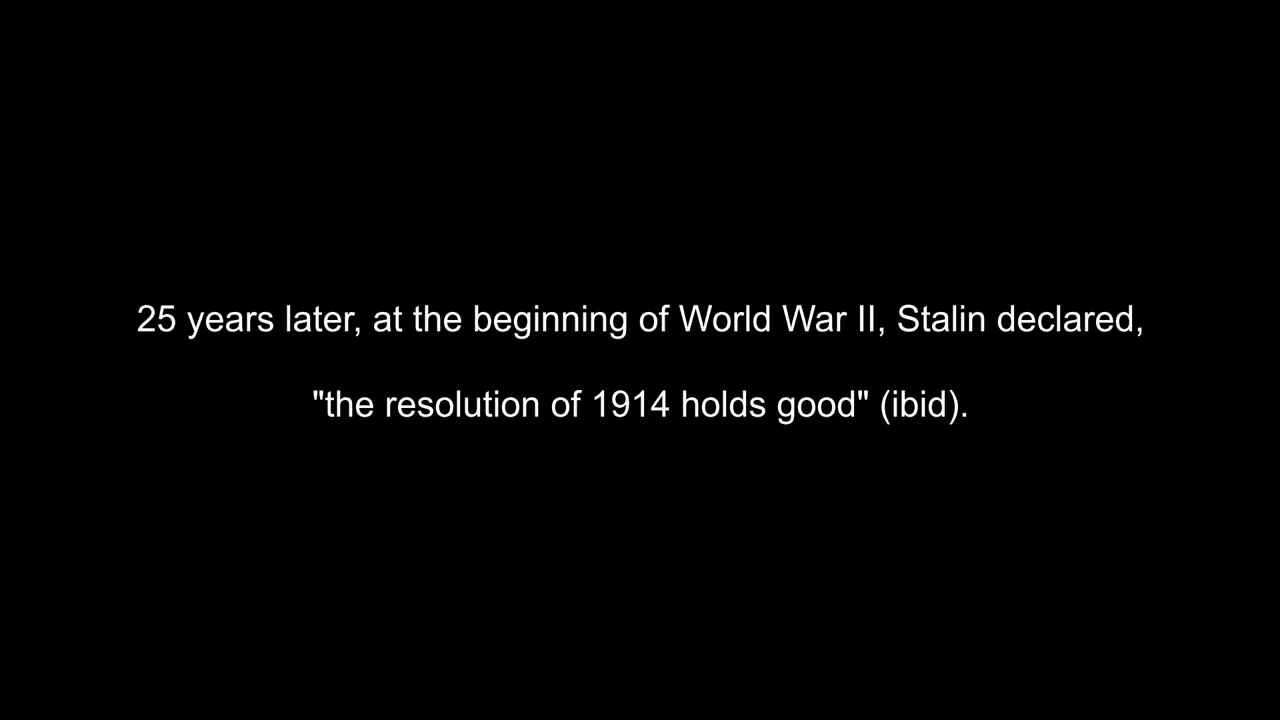 25 years later, at the beginning of World War II, Stalin declared,
"the resolution of 1914 holds good" (ibid).